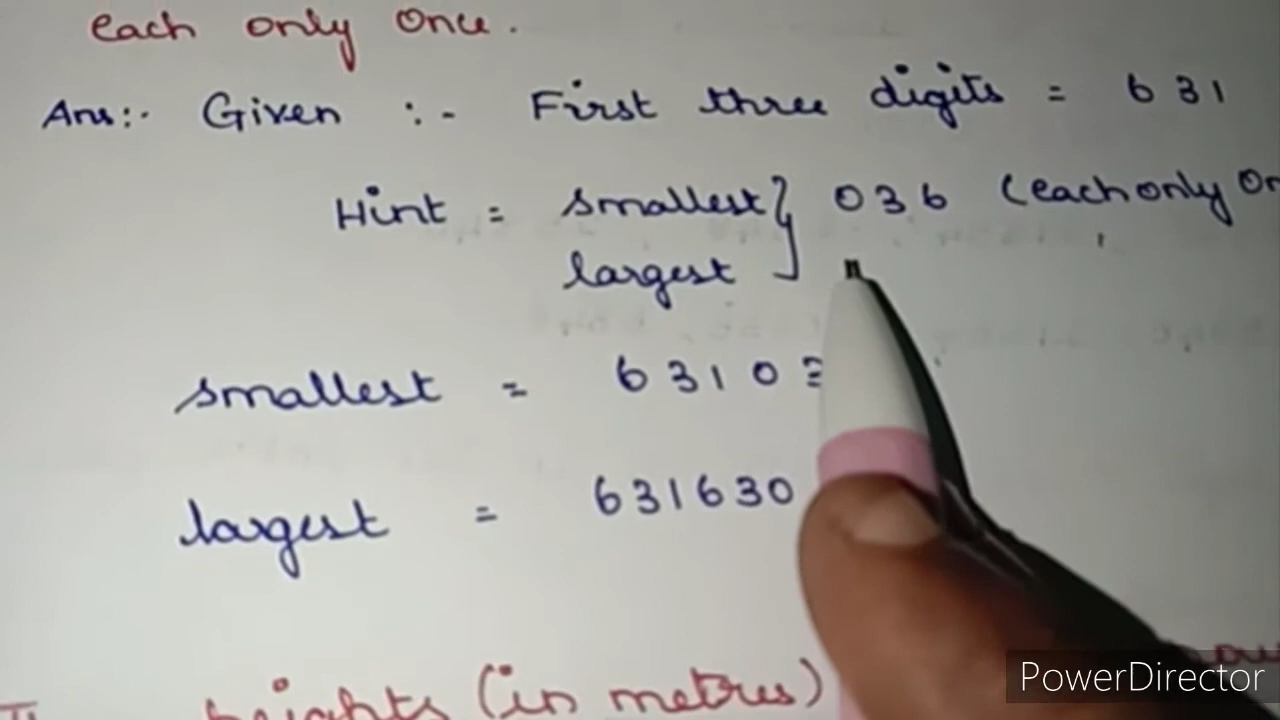 each only once.
Ans:- Given :- First three digits = 631
Hint = smallest } 036 (each only
largest
smallest = 6310
largest = 631630
heights (in metres)
PowerDirector